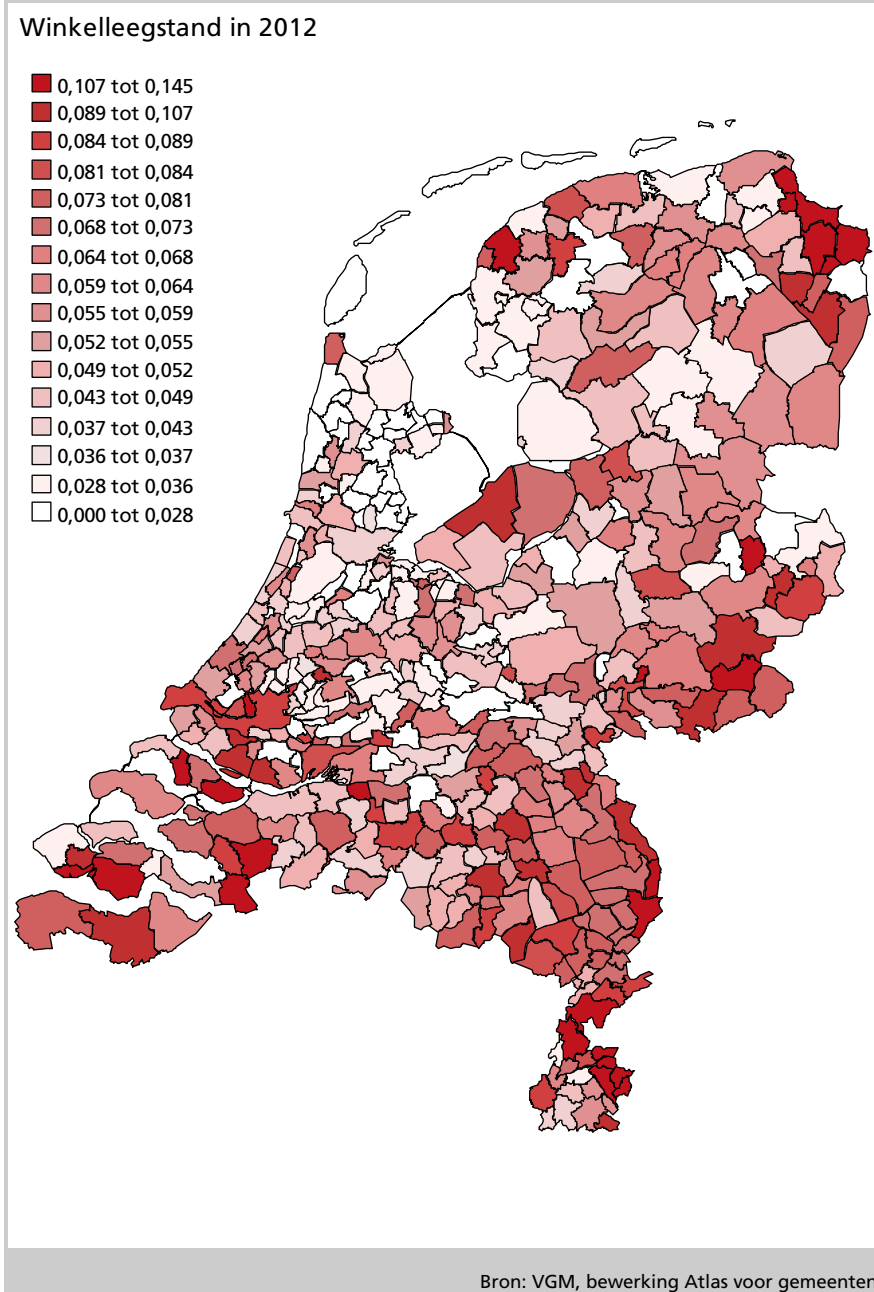 Winkelleegstand in 2012
0,107 tot 0,145
0,089 tot 0,107
0,084 tot 0,089
0,081 tot 0,084
0,073 tot 0,081
0,068 tot 0,073
0,064 tot 0,068
0,059 tot 0,064
0,055 tot 0,059
0,052 tot 0,055
0,049 tot 0,052
0,043 tot 0,049
0,037 tot 0,043
0,036 tot 0,037
0,028 tot 0,036
0,000 tot 0,028
Bron: VGM, bewerking Atlas voor gemeenten